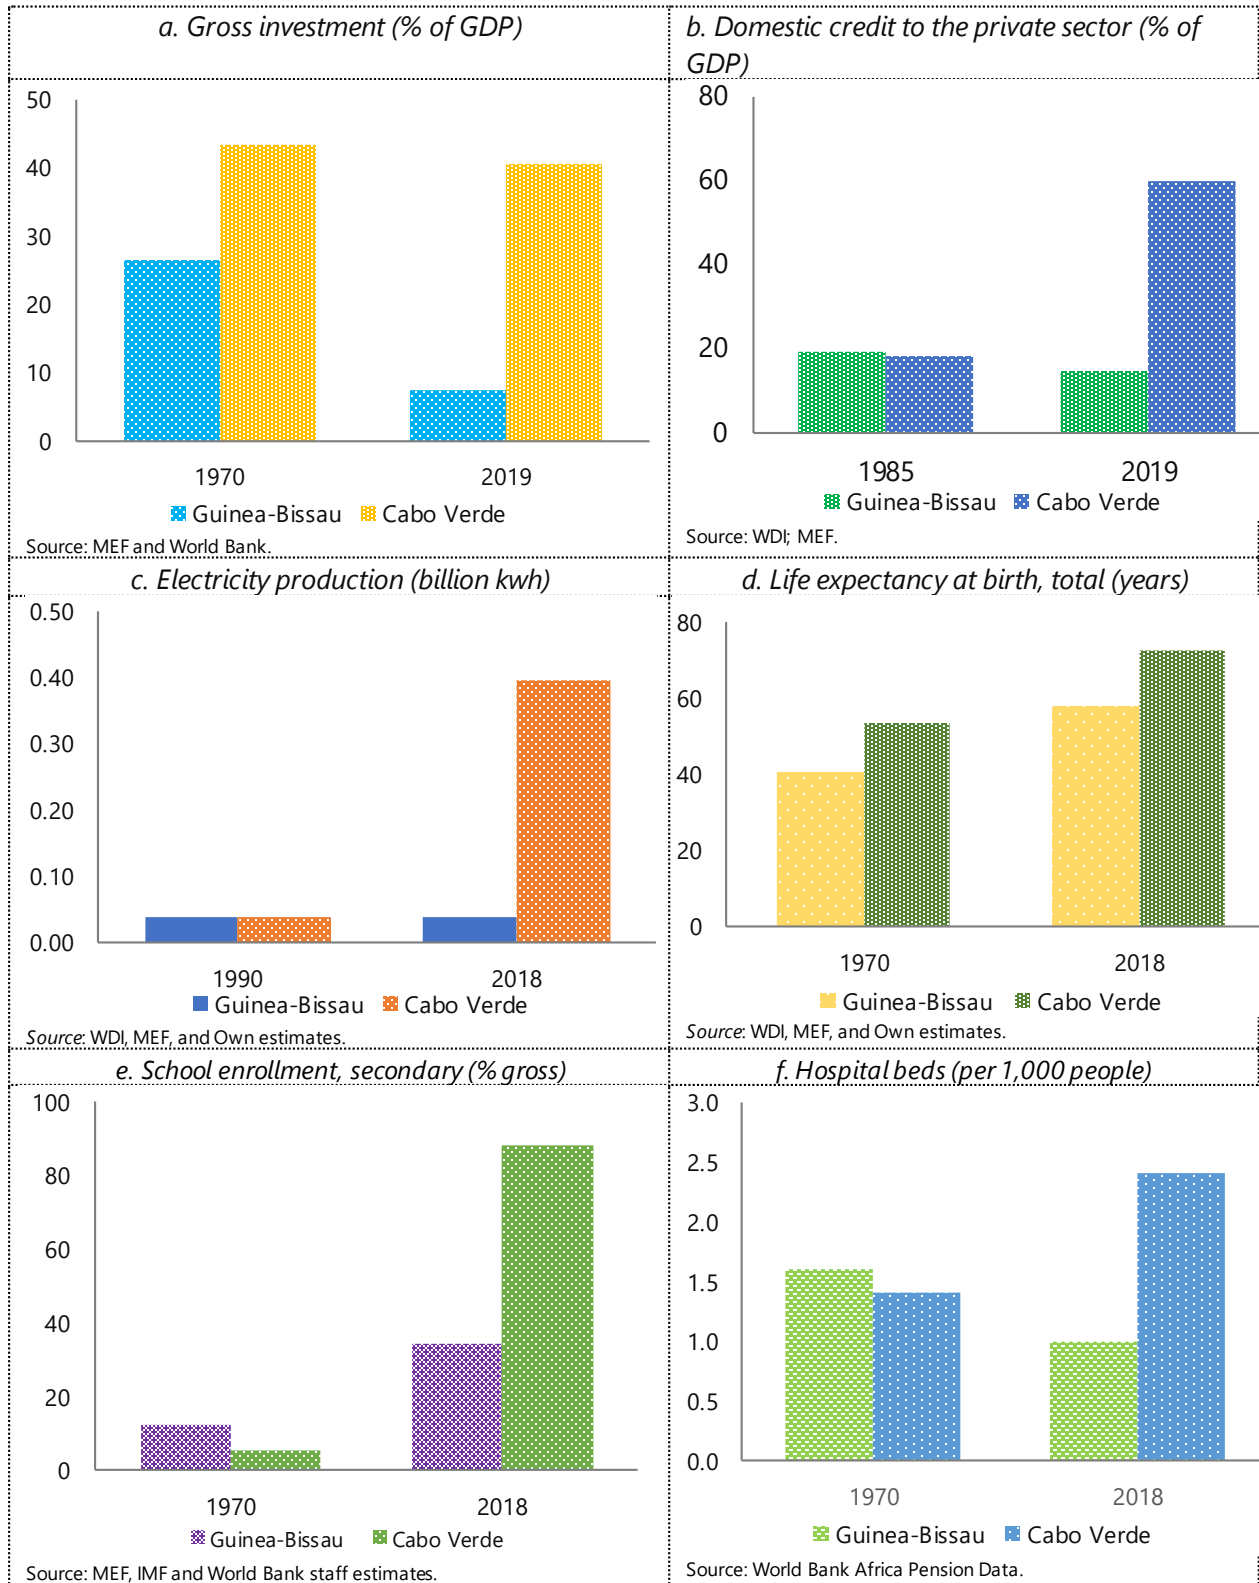 a. Gross investment (% of GDP)
50
40
30
20
10
0
1970 2019
Guinea-Bissau Cabo Verde
Source: MEF and World Bank.
b. Domestic credit to the private sector (% of
GDP)
80
60
40
20
0
1985 2019
Guinea-Bissau Cabo Verde
Source: WDI; MEF.
c. Electricity production (billion kwh)
0.50
0.40
0.30
0.20
0.10
0.00
1990 2018
Guinea-Bissau Cabo Verde
Source: WDI, MEF, and Own estimates.
d. Life expectancy at birth, total (years)
80
60
40
20
0
1970 2018
Guinea-Bissau Cabo Verde
Source: WDI, MEF, and Own estimates.
e. School enrollment, secondary (% gross)
100
80
60
40
20
0
1970 2018
Guinea-Bissau Cabo Verde
Source: MEF, IMF and World Bank staff estimates.
f. Hospital beds (per 1,000 people)
3.0
2.5
2.0
1.5
1.0
0.5
0.0
1970 2018
Guinea-Bissau Cabo Verde
Source: World Bank Africa Pension Data.